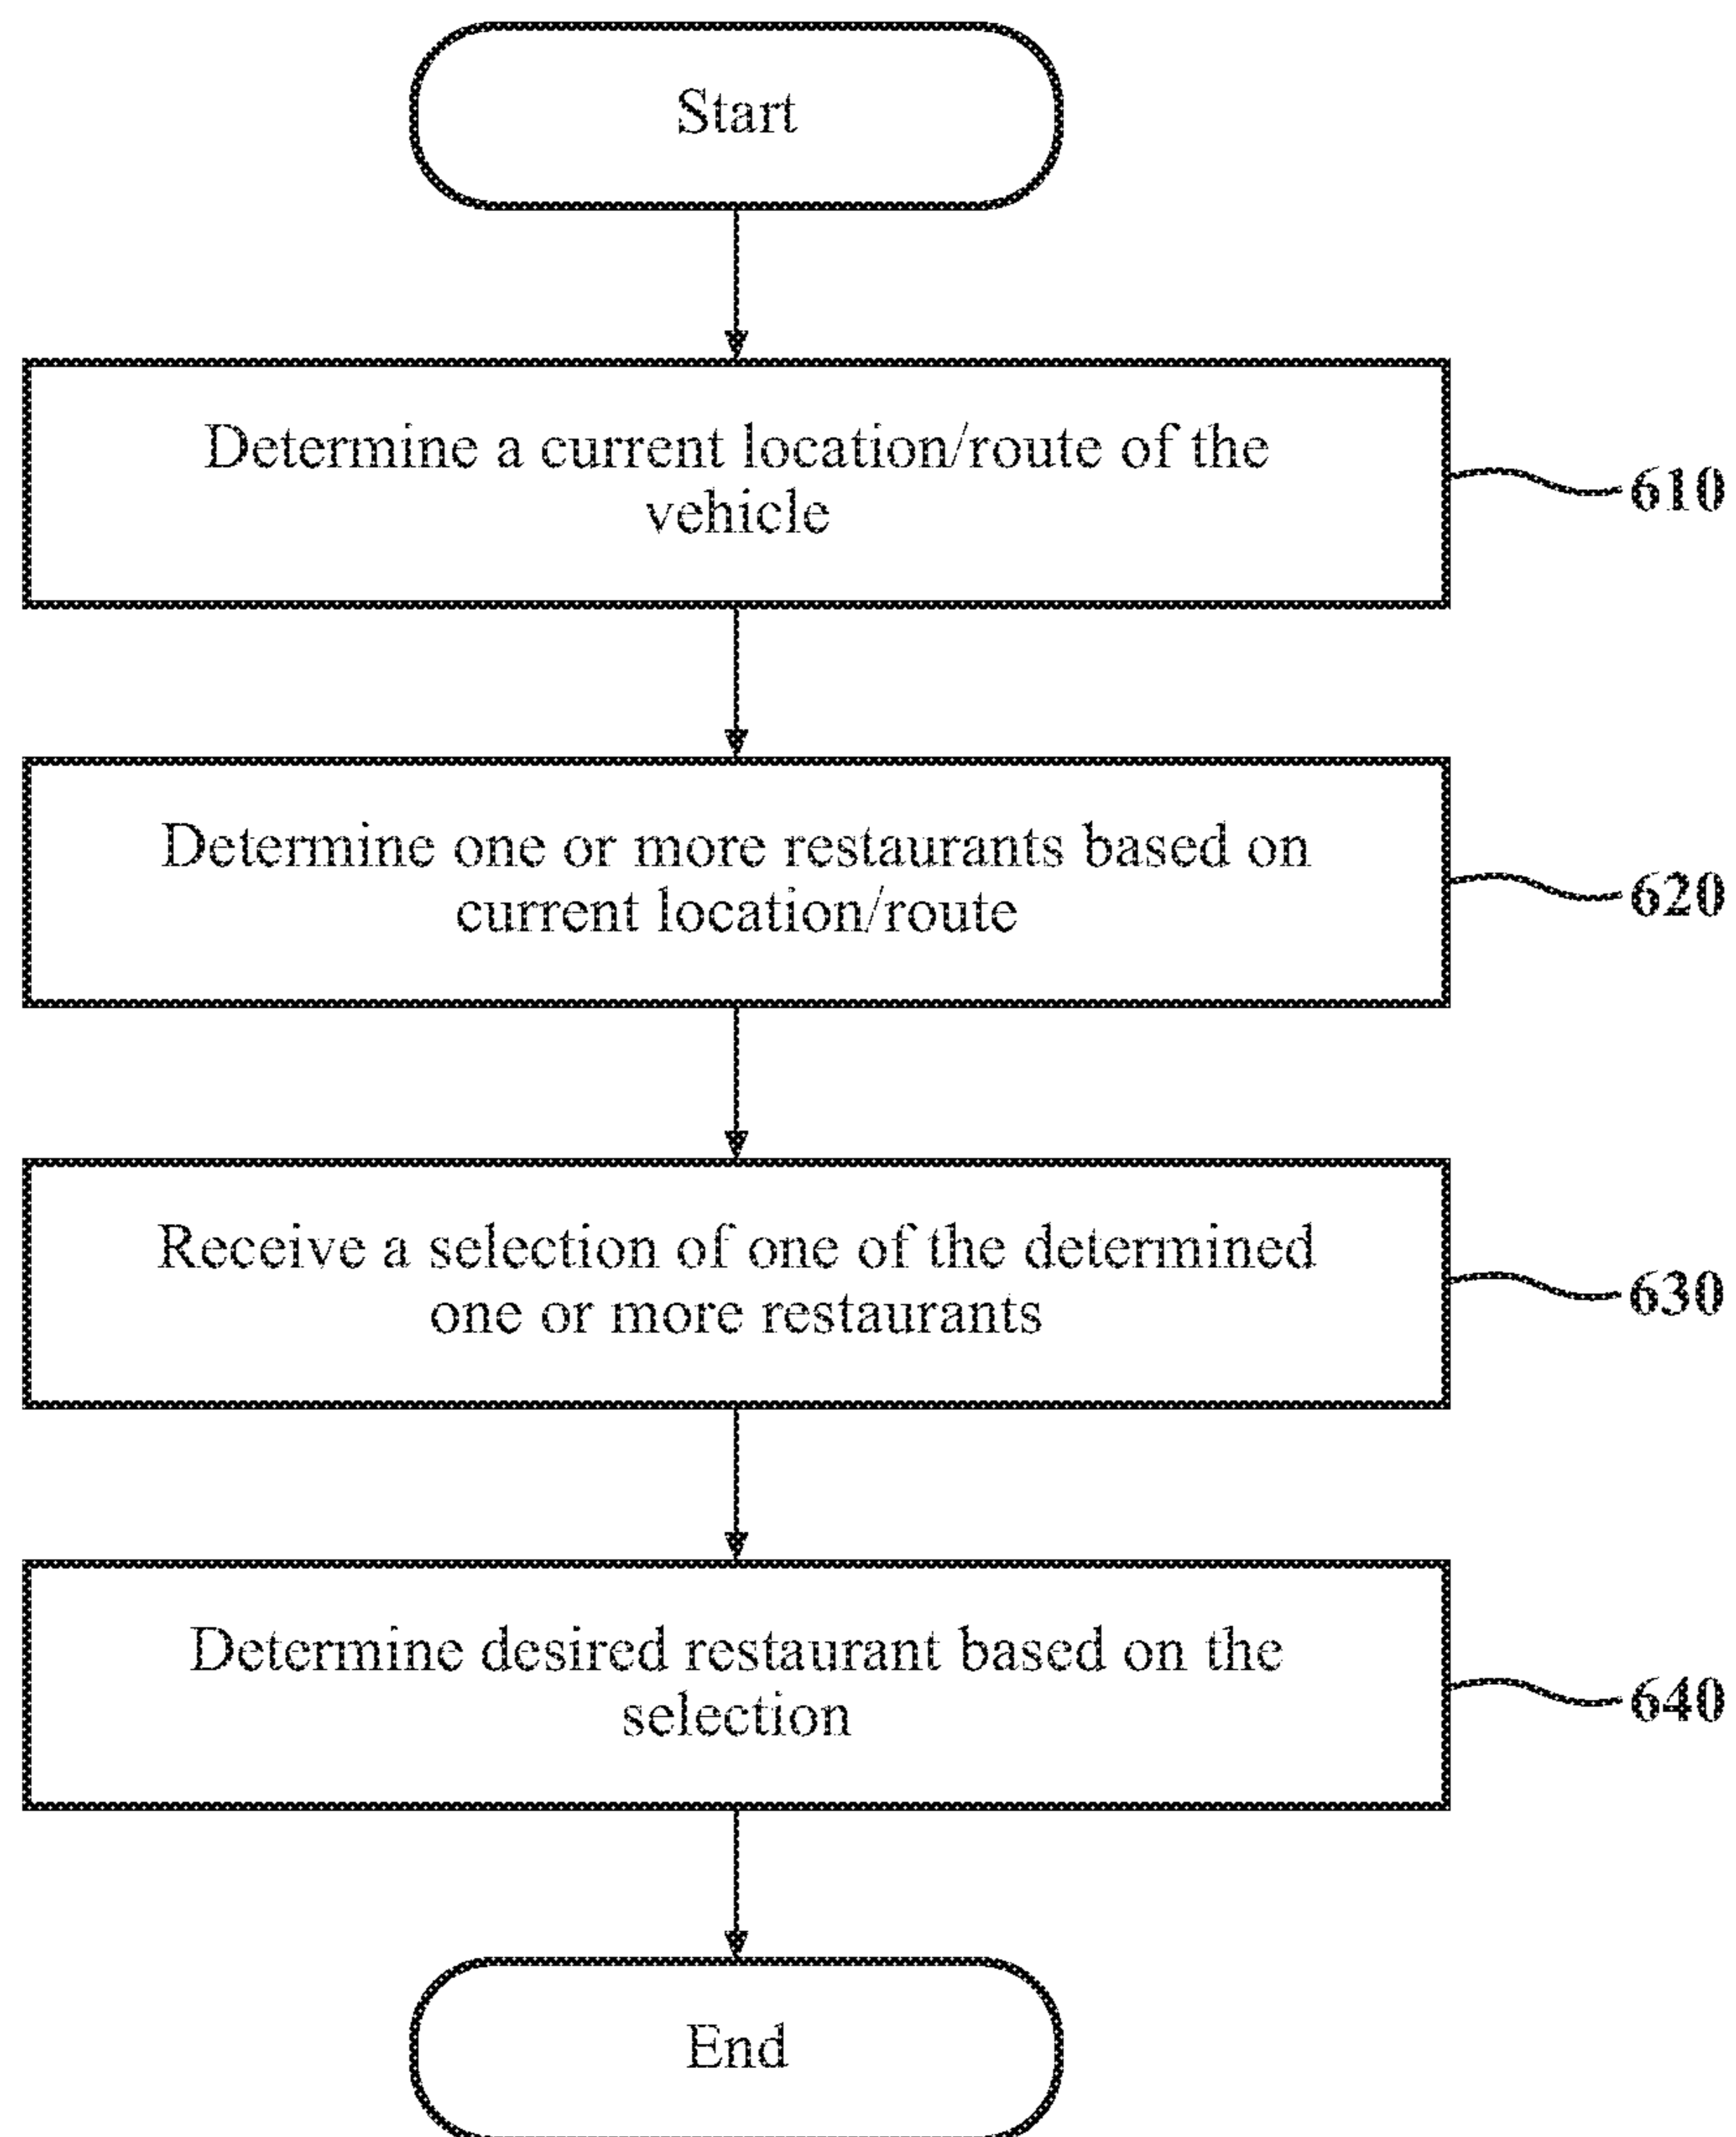 Start
Determine a current location/route of the
vehicle
610
Determine one or more restaurants based on
current location/route
620
Receive a selection of one of the determined
one or more restaurants
630
Determine desired restaurant based on the
selection
640
End